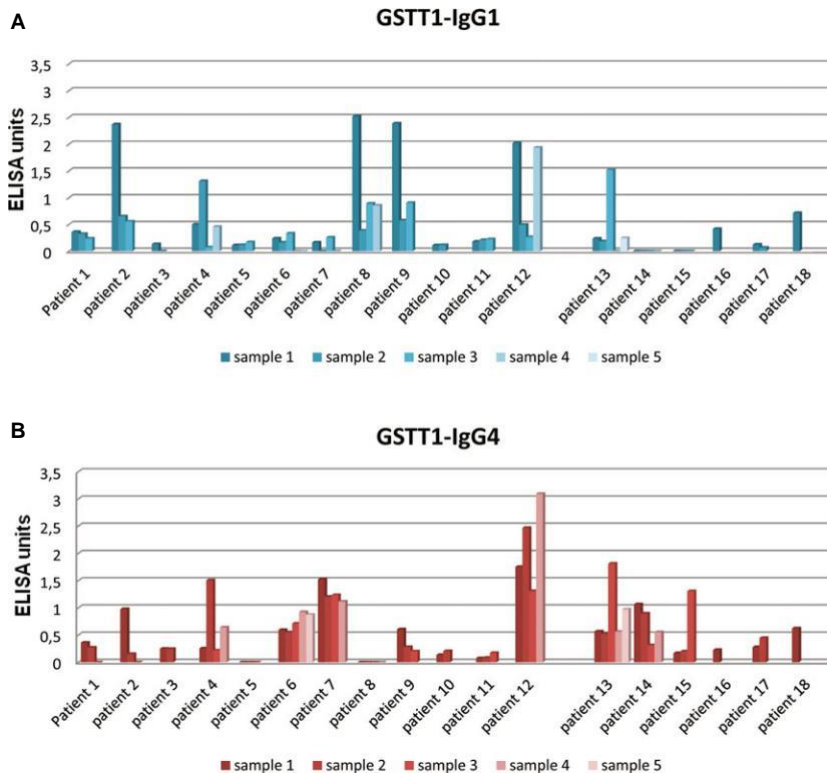 A
GSTT1-IgG1
ELISA units
3,5
3
2,5
2
1,5
1
0,5
0
Patient 1
patient 2
patient 3
patient 4
patient 5
patient 6
patient 7
patient 8
patient 9
patient 10
patient 11
patient 12
patient 13
patient 14
patient 15
patient 16
patient 17
patient 18
sample 1 sample 2 sample 3 sample 4 sample 5
B
GSTT1-IgG4
ELISA units
3,5
3
2,5
2
1,5
1
0,5
0
Patient 1
patient 2
patient 3
patient 4
patient 5
patient 6
patient 7
patient 8
patient 9
patient 10
patient 11
patient 12
patient 13
patient 14
patient 15
patient 16
patient 17
patient 18
sample 1 sample 2 sample 3 sample 4 sample 5